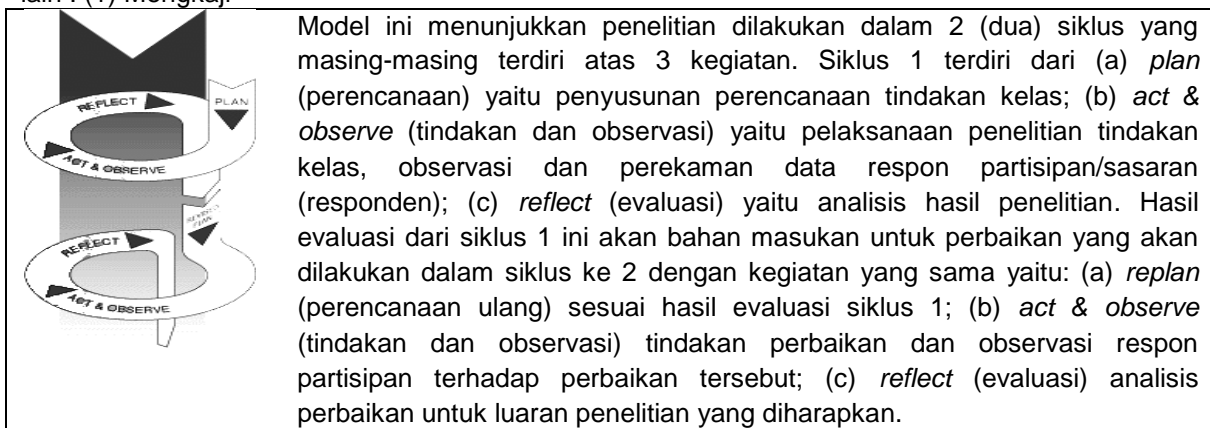 lain : (1) Mengkaji
Model ini menunjukkan penelitian dilakukan dalam 2 (dua) siklus yang
masing-masing terdiri atas 3 kegiatan. Siklus 1 terdiri dari (a) plan
(perencanaan) yaitu penyusunan perencanaan tindakan kelas; (b) act &
observe (tindakan dan observasi) yaitu pelaksanaan penelitian tindakan
kelas, observasi dan perekaman data respon partisipan/sasaran
(responden); (c) reflect (evaluasi) yaitu analisis hasil penelitian. Hasil
evaluasi dari siklus 1 ini akan bahan masukan untuk perbaikan yang akan
dilakukan dalam siklus ke 2 dengan kegiatan yang sama yaitu: (a) replan
(perencanaan ulang) sesuai hasil evaluasi siklus 1; (b) act & observe
(tindakan dan observasi) tindakan perbaikan dan observasi respon
partisipan terhadap perbaikan tersebut; (c) reflect (evaluasi) analisis
perbaikan untuk luaran penelitian yang diharapkan.
REFLECT
PLAN
ACT & OBSERVE
REVISED
PLAN
REFLECT
ACT & OBSERVE